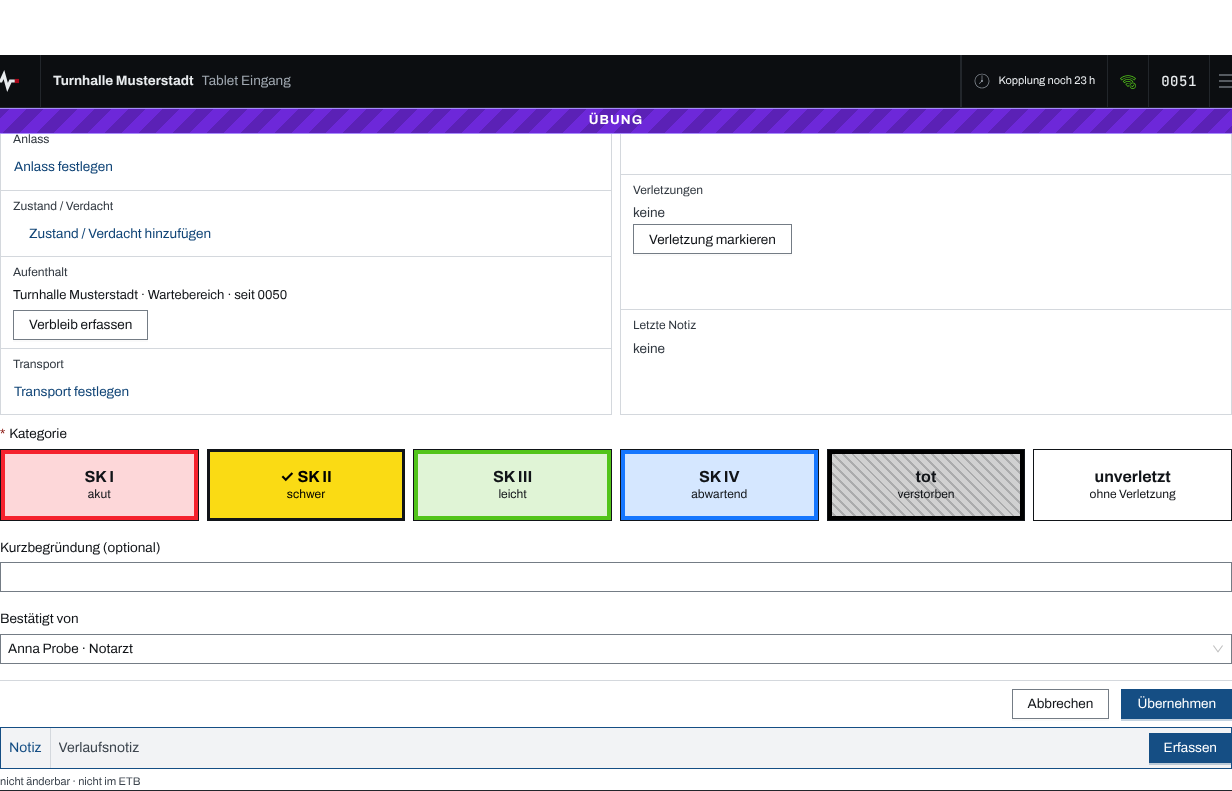 Turnhalle Musterstadt Tablet Eingang Kopplung noch 23 h 0051
ÜBUNG
Anlass
Anlass festlegen
Zustand / Verdacht
Zustand / Verdacht hinzufügen
Aufenthalt
Turnhalle Musterstadt · Wartebereich · seit 0050
Verbleib erfassen
Transport
Transport festlegen
Verletzungen
keine
Verletzung markieren
Letzte Notiz
keine
* Kategorie
SK I
akut
✓ SK II
schwer
SK III
leicht
SK IV
abwartend
tot
verstorben
unverletzt
ohne Verletzung
Kurzbegründung (optional)
Bestätigt von
Anna Probe · Notarzt
Abbrechen Übernehmen
Notiz Verlaufsnotiz Erfassen
nicht änderbar · nicht im ETB